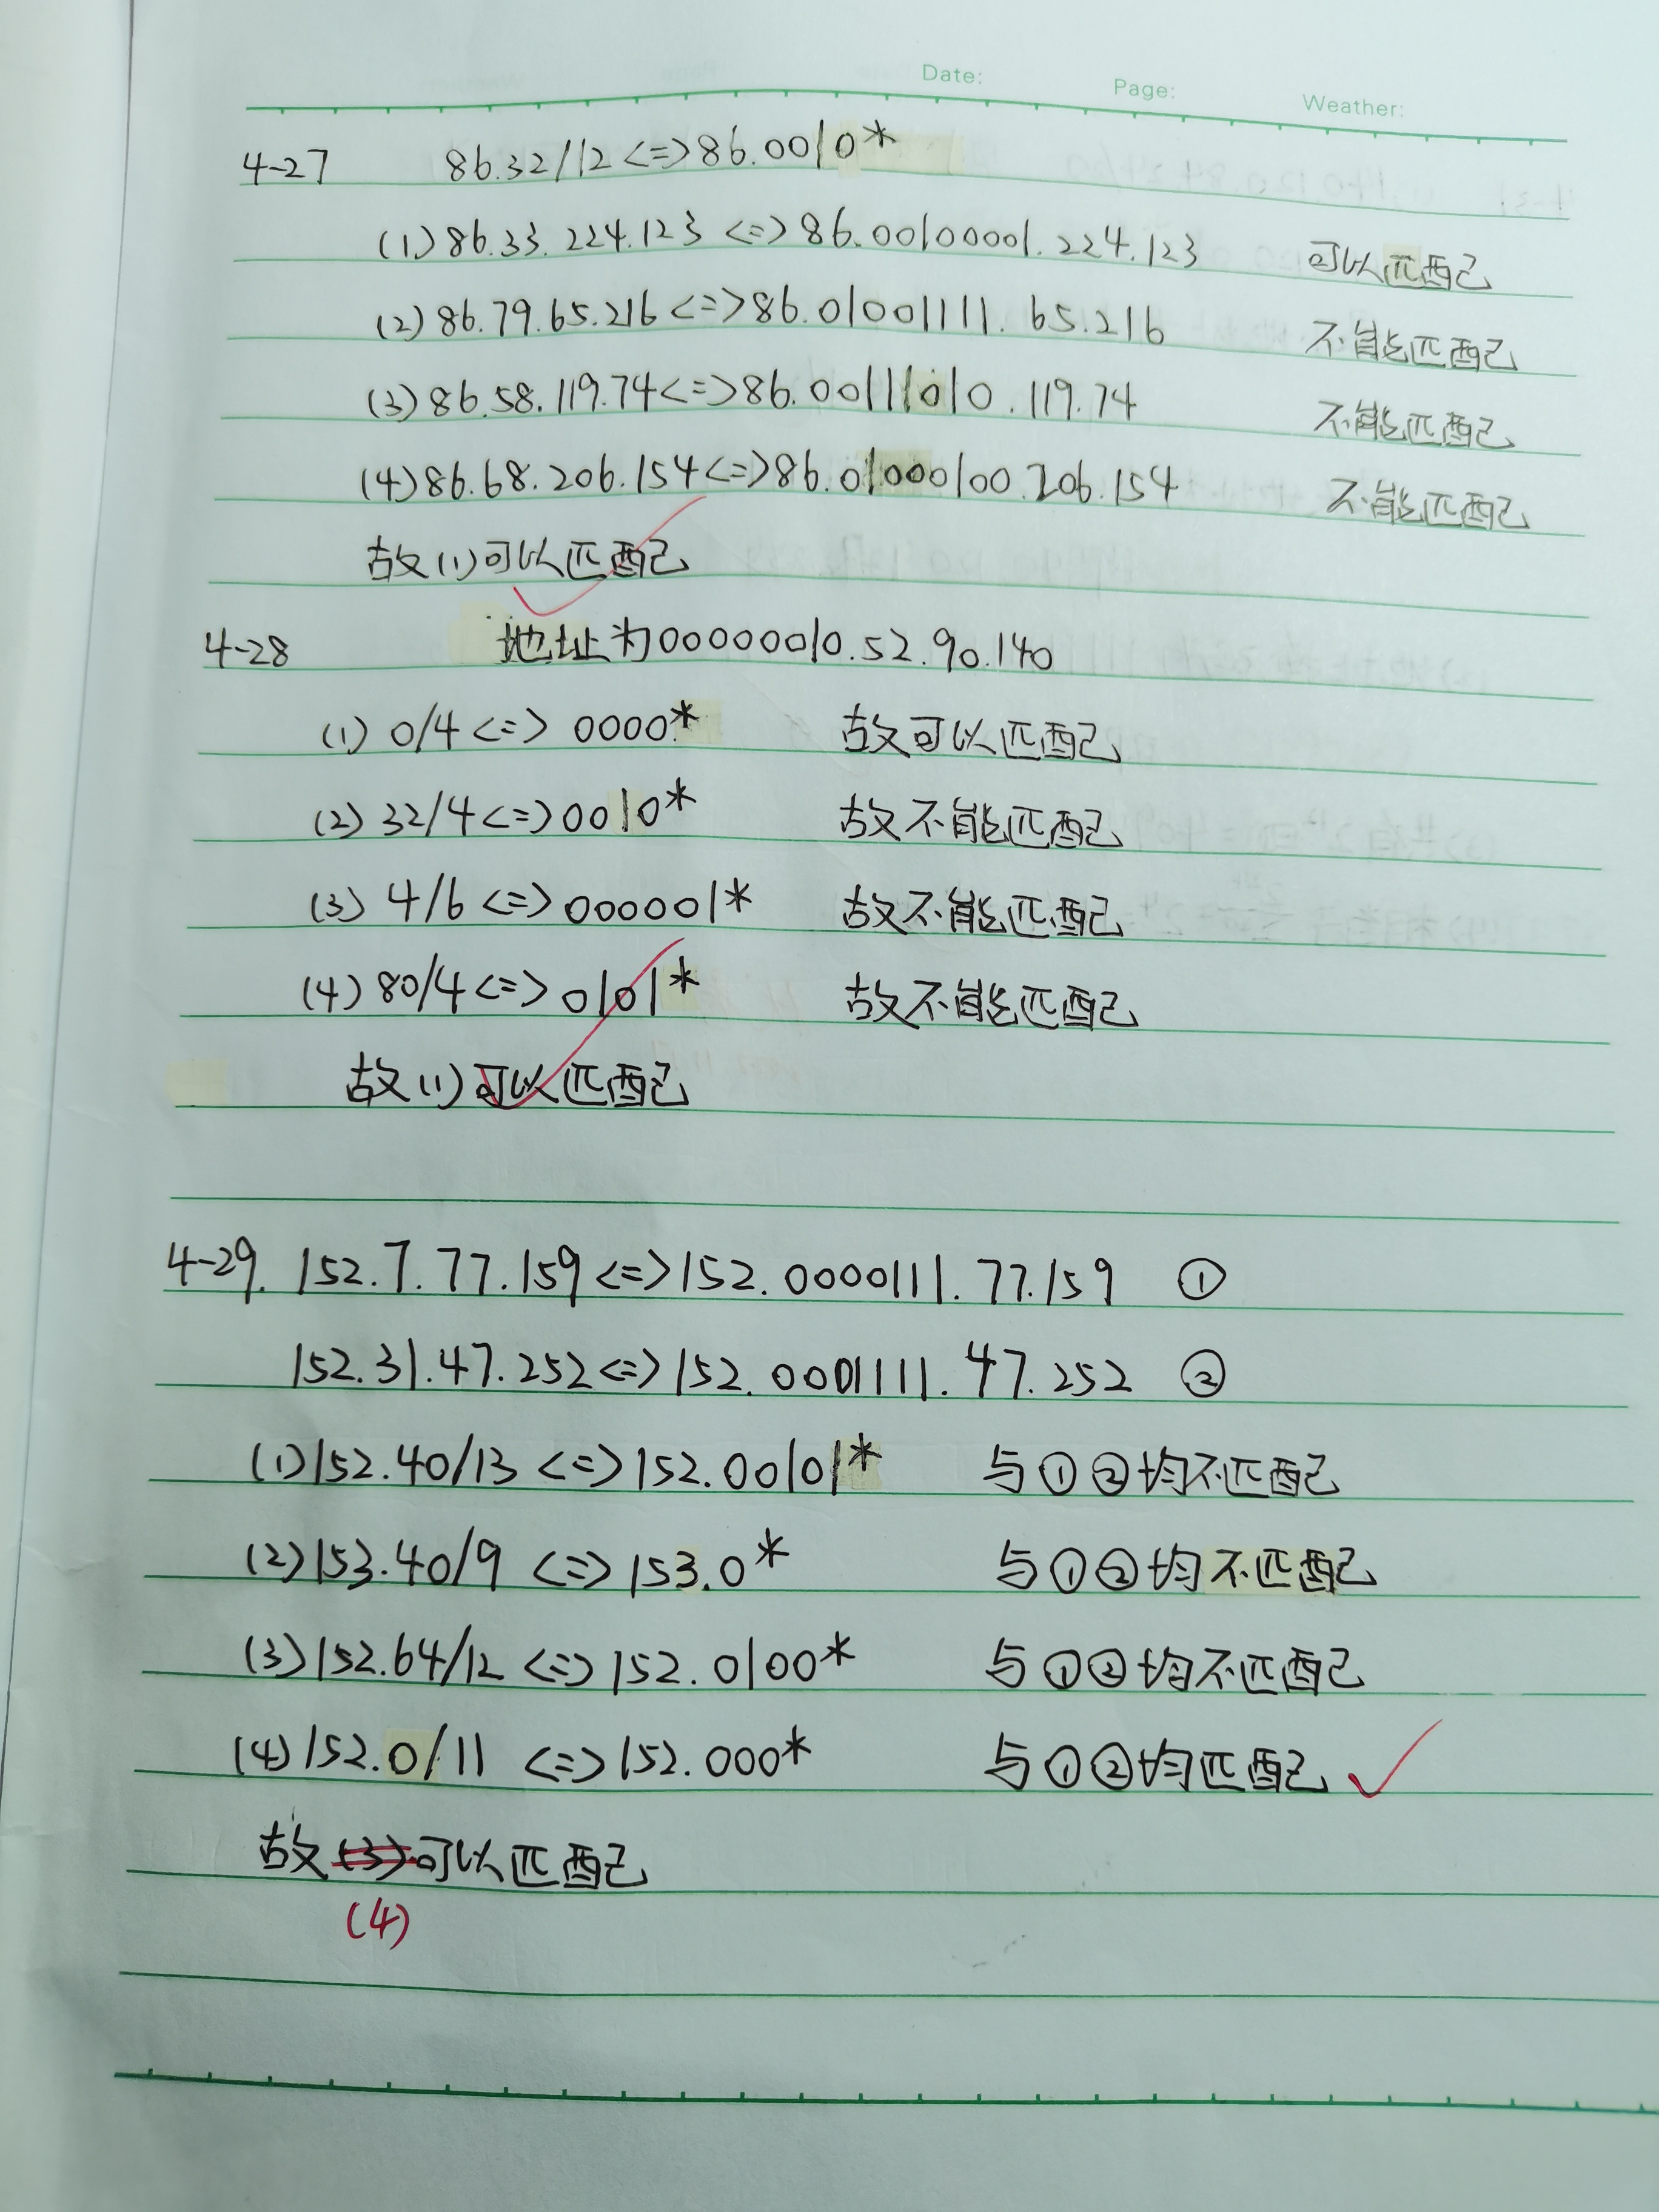 Date:
Page:
Weather:
4-27 86.32/12<=>86.0010*
(1) 86.33.224.123 <=> 86.00100001.224.123 可以匹配
(2) 86.79.65.216 <=> 86.01001111.65.216 不能匹配
(3) 86.58.119.74 <=> 86.00111010.119.74 不能匹配
(4) 86.68.206.154 <=> 86.01000100.206.154 不能匹配
故(1)可以匹配
4-28 地址为00000010.52.90.140
(1) 0/4 <=> 0000* 故可以匹配
(2) 32/4 <=> 0010* 故不能匹配
(3) 4/6 <=> 000001* 故不能匹配
(4) 80/4 <=> 0101* 故不能匹配
故(1)可以匹配
4-29. 152.7.77.159 <=> 152.00000111.77.159 ①
152.31.47.252 <=> 152.00011111.47.252 ②
(1) 152.40/13 <=> 152.00101* 与①②均不匹配
(2) 153.40/9 <=> 153.0* 与①②均不匹配
(3) 152.64/12 <=> 152.0100* 与①②均不匹配
(4) 152.0/11 <=> 152.000* 与①②均匹配
故(3)可以匹配
(4)